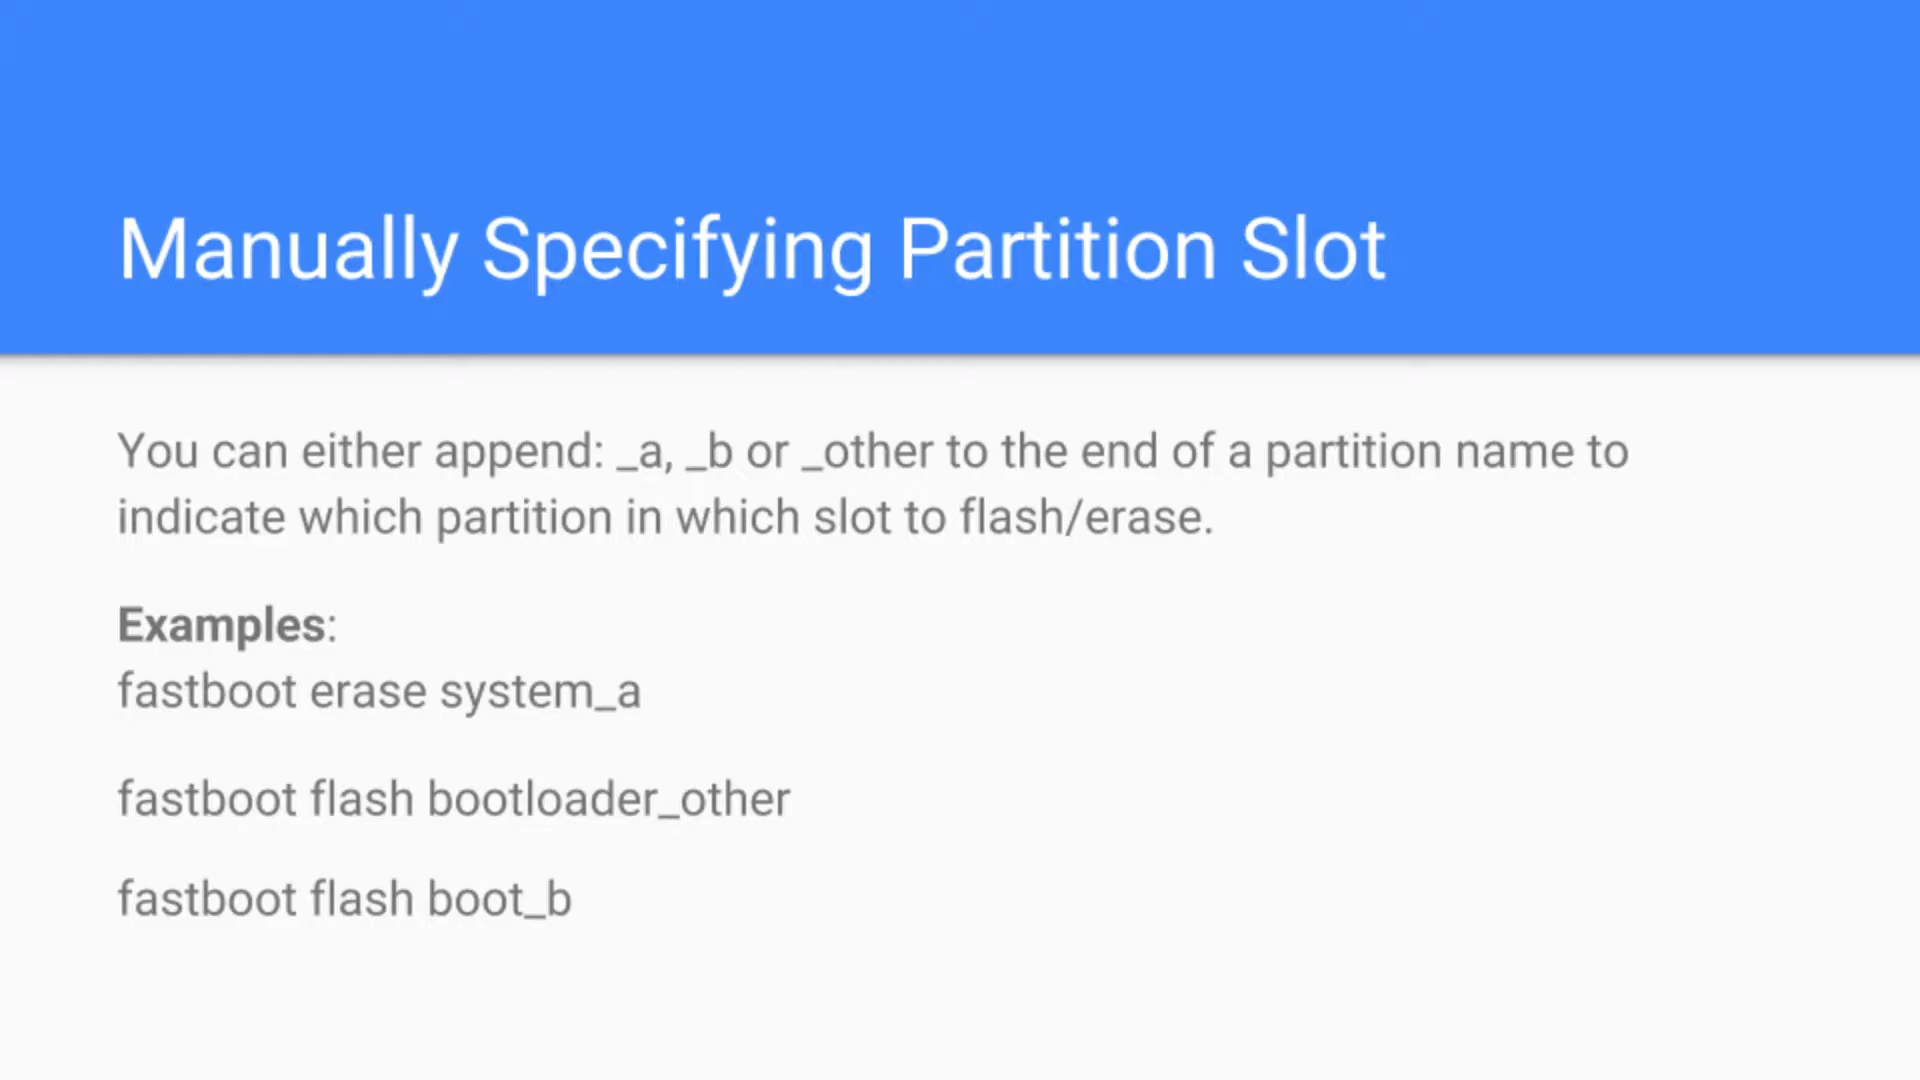 Manually Specifying Partition Slot
You can either append: _a, _b or _other to the end of a partition name to
indicate which partition in which slot to flash/erase.
Examples:
fastboot erase system_a
fastboot flash bootloader_other
fastboot flash boot_b